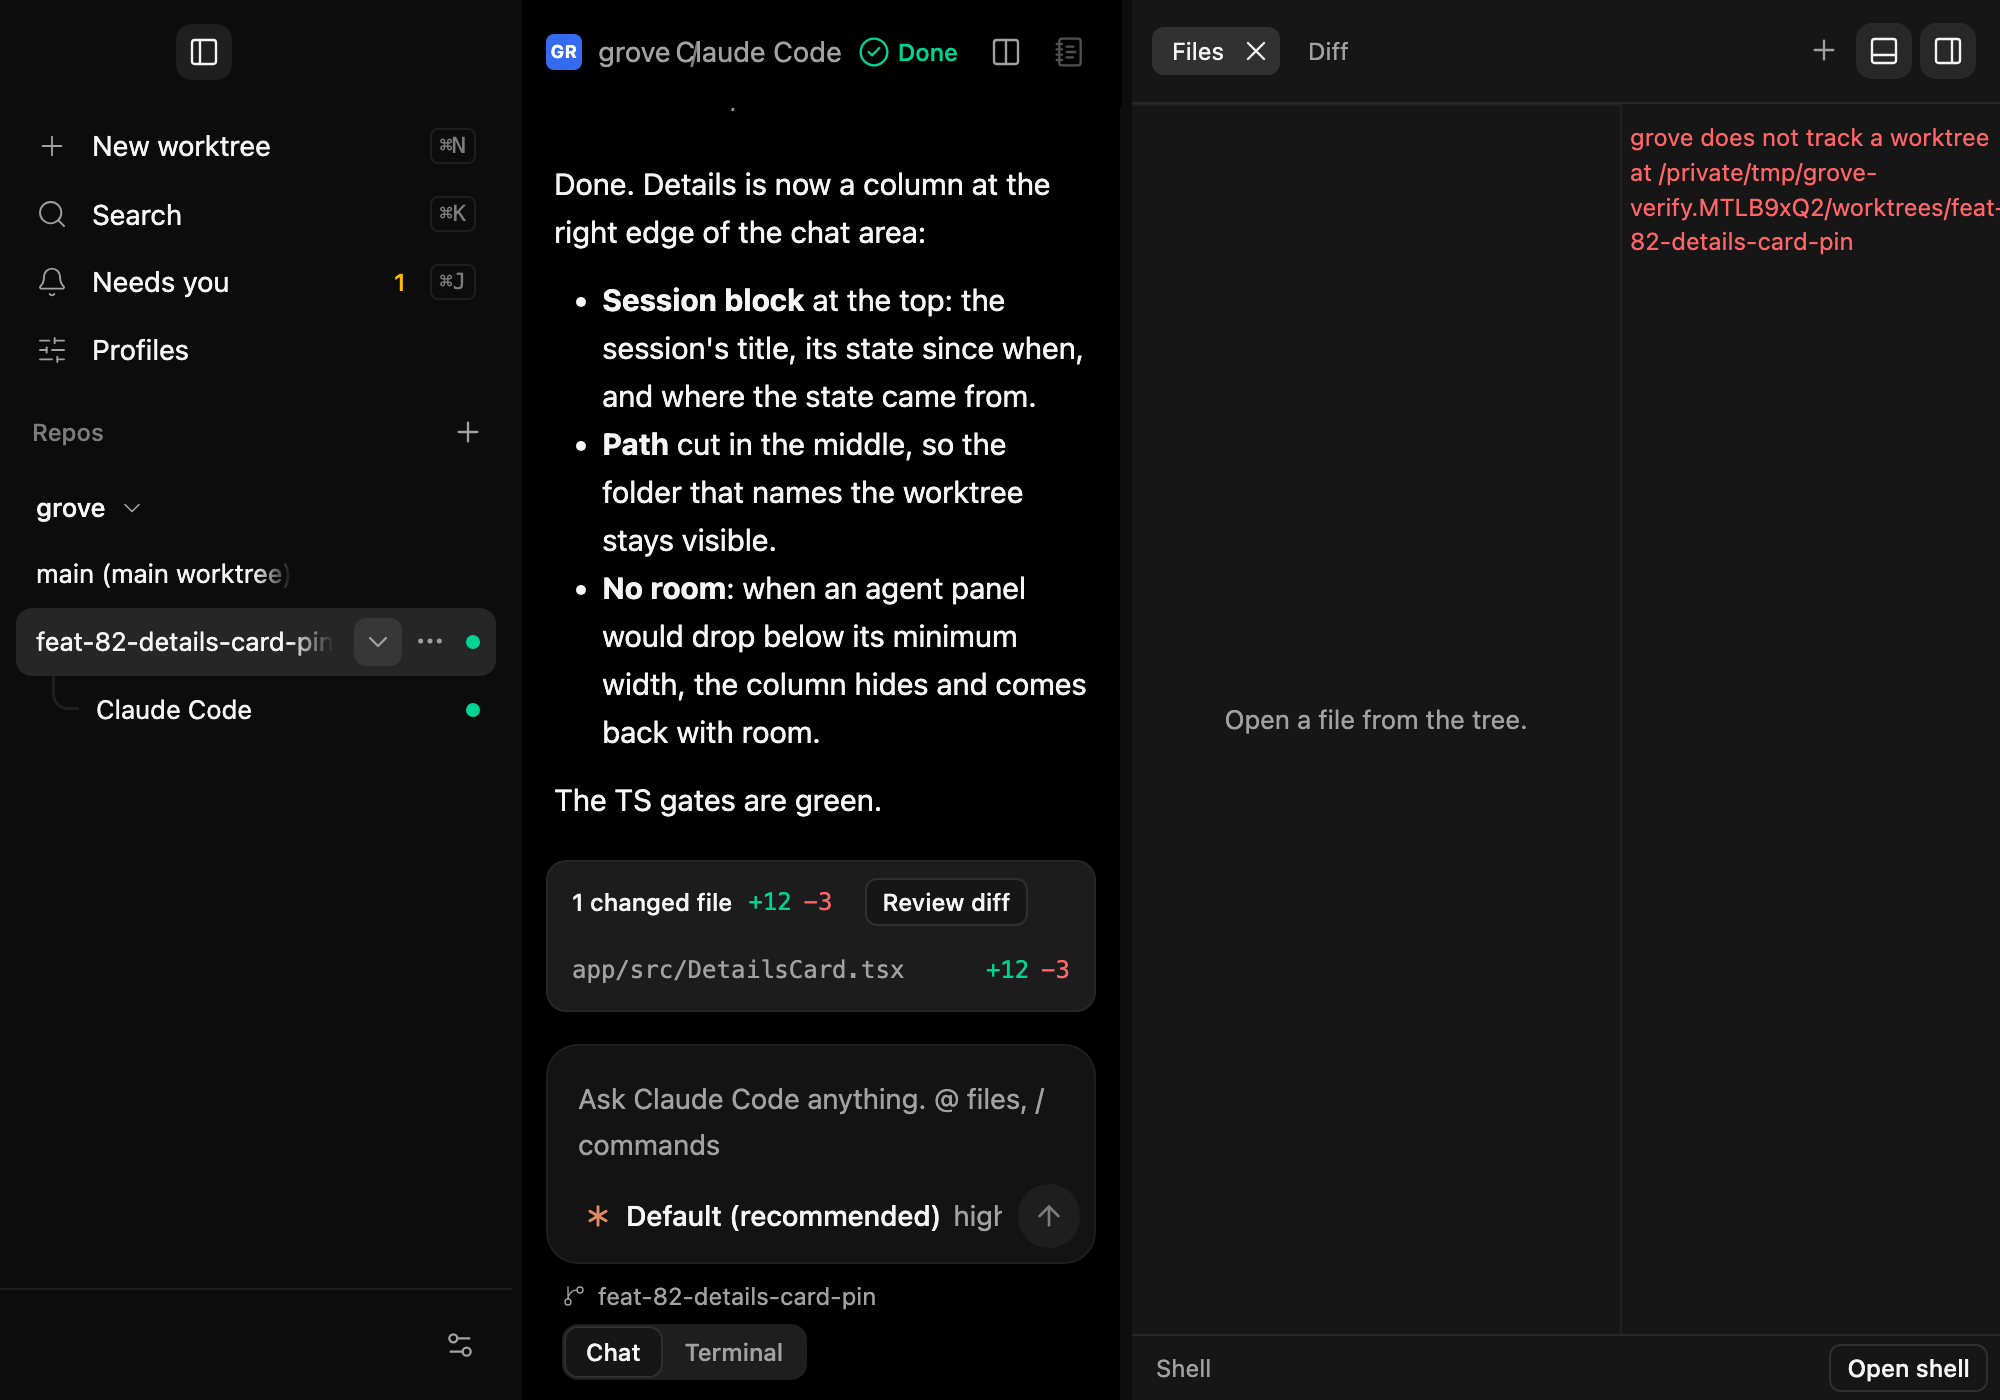 New worktree ⌘N
Search ⌘K
Needs you 1 ⌘J
Profiles
Repos
grove
main (main worktree)
feat-82-details-card-pin
Claude Code
GR grove / Claude Code Done
Done. Details is now a column at the
right edge of the chat area:
• Session block at the top: the
session's title, its state since when,
and where the state came from.
• Path cut in the middle, so the
folder that names the worktree
stays visible.
• No room: when an agent panel
would drop below its minimum
width, the column hides and comes
back with room.
The TS gates are green.
1 changed file +12 −3 Review diff
app/src/DetailsCard.tsx +12 −3
Ask Claude Code anything. @ files, /
commands
Default (recommended) high
feat-82-details-card-pin
Chat Terminal
Files Diff
Open a file from the tree.
grove does not track a worktree
at /private/tmp/grove-
verify.MTLB9xQ2/worktrees/feat-
82-details-card-pin
Shell Open shell